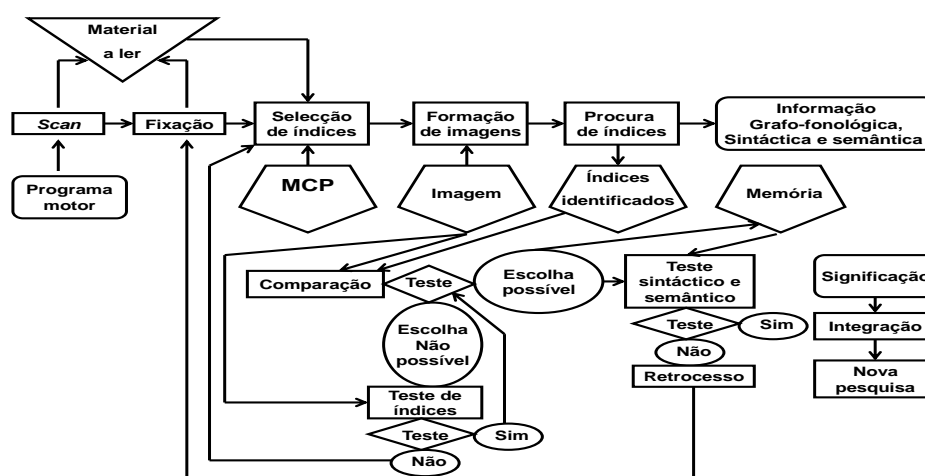 Material
a ler
Scan
Fixação
Selecção
de índices
Formação
de imagens
Procura
de índices
Informação
Grafo-fonológica,
Sintáctica e semântica
Programa
motor
MCP
Imagem
Índices
identificados
Memória
Comparação
Teste
Escolha
possível
Teste
sintáctico e
semântico
Significação
Escolha
Não
possível
Teste
Sim
Integração
Não
Retrocesso
Nova
pesquisa
Teste de
índices
Teste
Sim
Não